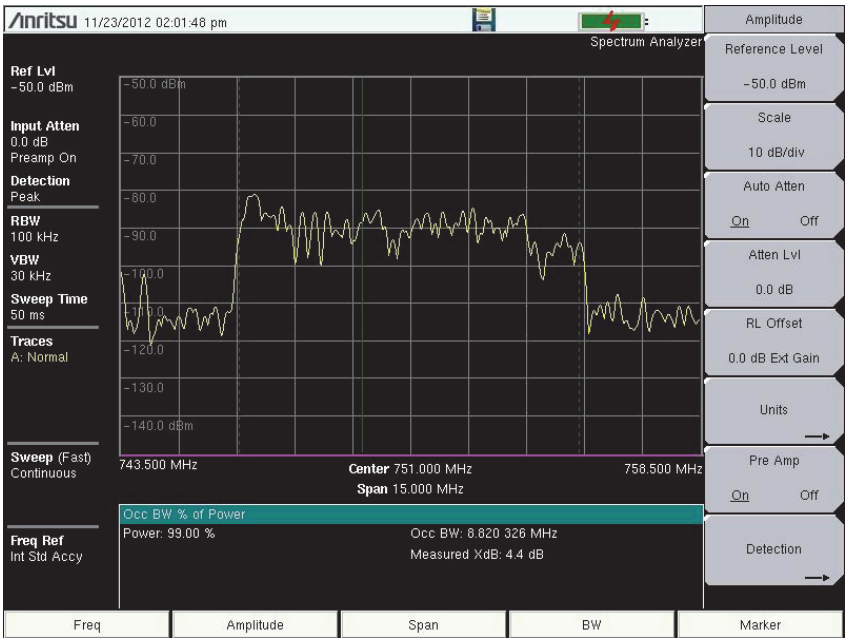 Anritsu 11/23/2012 02:01:48 pm
Spectrum Analyzer
Ref Lvl
-50.0 dBm
Input Atten
0.0 dB
Preamp On
Detection
Peak
RBW
100 kHz
VBW
30 kHz
Sweep Time
50 ms
Traces
A: Normal
Sweep (Fast)
Continuous
Freq Ref
Int Std Accy
-50.0 dBm
-60.0
-70.0
-80.0
-90.0
-100.0
-110.0
-120.0
-130.0
-140.0 dBm
743.500 MHz
Center 751.000 MHz
758.500 MHz
Span 15.000 MHz
Occ BW % of Power
Power: 99.00 %
Occ BW: 8.820 326 MHz
Measured XdB: 4.4 dB
Amplitude
Reference Level
-50.0 dBm
Scale
10 dB/div
Auto Atten
On Off
Atten Lvl
0.0 dB
RL Offset
0.0 dB Ext Gain
Units
Pre Amp
On Off
Detection
Freq
Amplitude
Span
BW
Marker